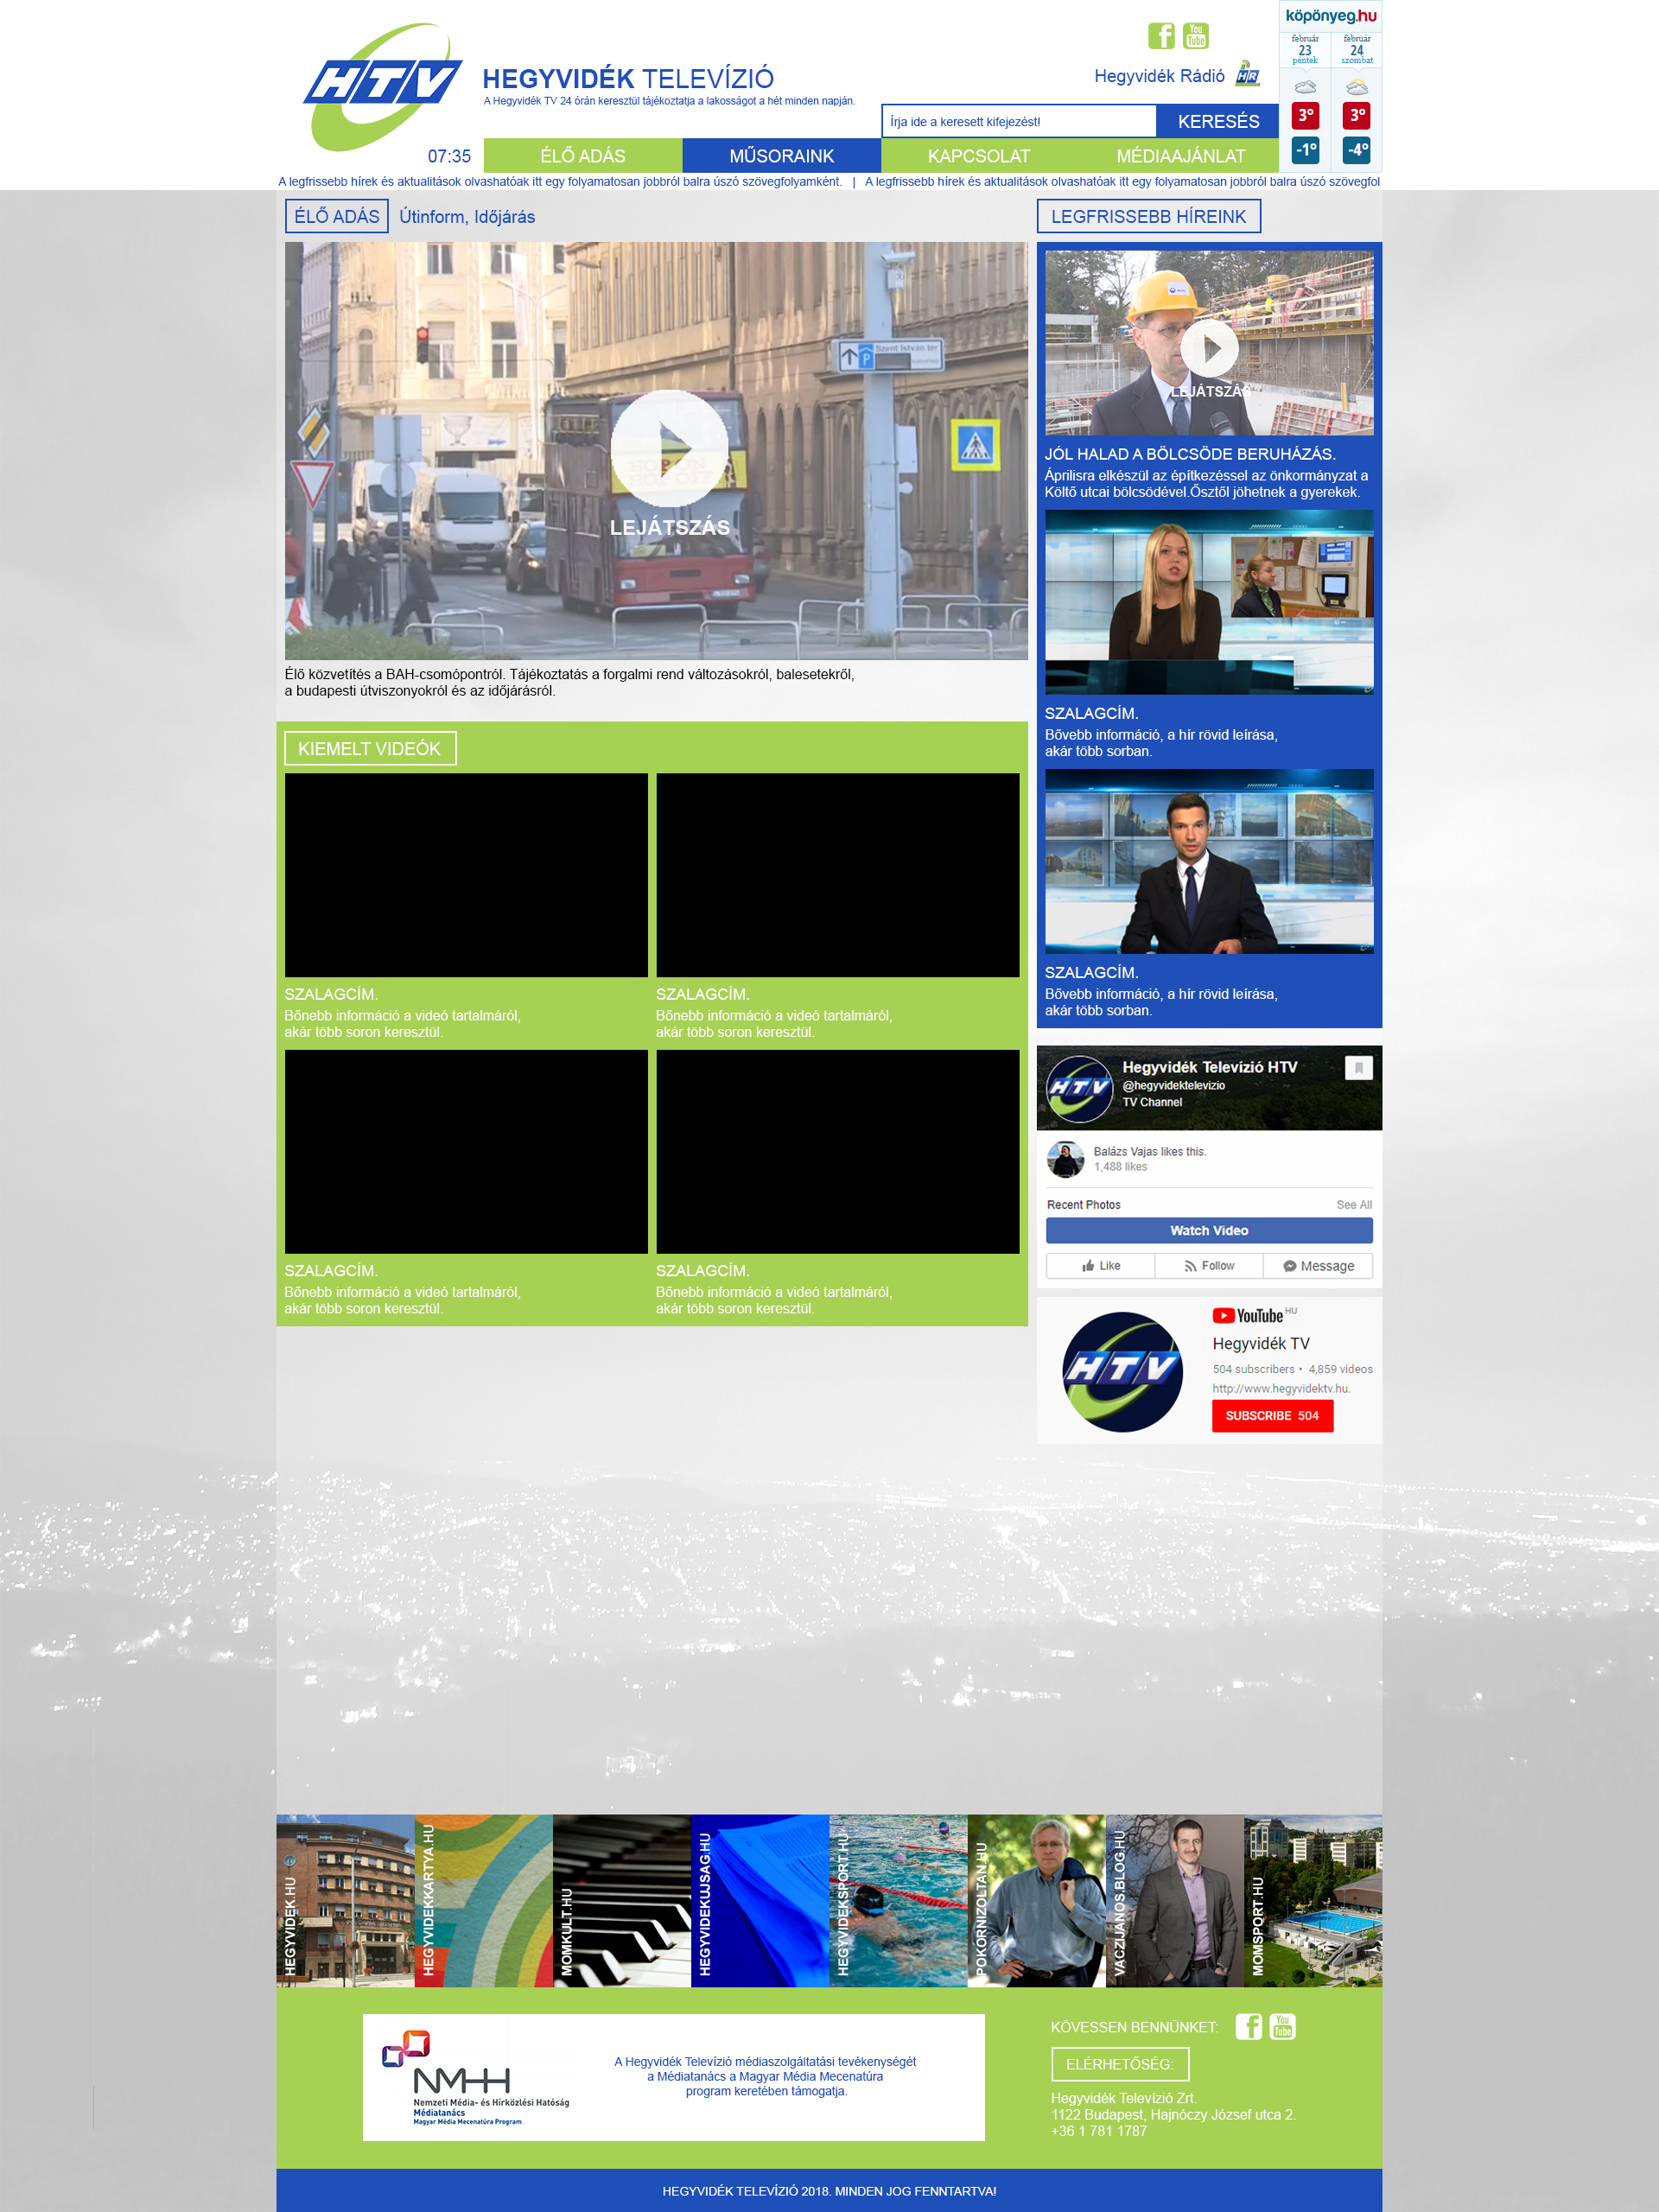 HTV
HEGYVIDÉK TELEVÍZIÓ
A Hegyvidék TV 24 órán keresztül tájékoztatja a lakosságot a hét minden napján.
You
Tube
Hegyvidék Rádió
HR
Írja ide a keresett kifejezést!
KERESÉS
köpönyeg.hu
február
23
péntek
február
24
szombat
3°
3°
-1°
-4°
07:35
ÉLŐ ADÁS
MŰSORAINK
KAPCSOLAT
MÉDIAAJÁNLAT
A legfrissebb hírek és aktualitások olvashatóak itt egy folyamatosan jobbról balra úszó szövegfolyamként. | A legfrissebb hírek és aktualitások olvashatóak itt egy folyamatosan jobbról balra úszó szövegfol
ÉLŐ ADÁS
Útinform, Időjárás
Szent István tér
P
LEJÁTSZÁS
Élő közvetítés a BAH-csomópontról. Tájékoztatás a forgalmi rend változásokról, balesetekről,
a budapesti útviszonyokról és az időjárásról.
LEGFRISSEBB HÍREINK
LEJÁTSZÁS
JÓL HALAD A BÖLCSÖDE BERUHÁZÁS.
Áprilisra elkészül az építkezéssel az önkormányzat a
Költő utcai bölcsödével.Ősztől jöhetnek a gyerekek.
SZALAGCÍM.
Bővebb információ, a hír rövid leírása,
akár több sorban.
SZALAGCÍM.
Bővebb információ, a hír rövid leírása,
akár több sorban.
KIEMELT VIDEÓK
SZALAGCÍM.
Bőnebb információ a videó tartalmáról,
akár több soron keresztül.
SZALAGCÍM.
Bőnebb információ a videó tartalmáról,
akár több soron keresztül.
SZALAGCÍM.
Bőnebb információ a videó tartalmáról,
akár több soron keresztül.
SZALAGCÍM.
Bőnebb információ a videó tartalmáról,
akár több soron keresztül.
HTV
Hegyvidék Televízió HTV
@hegyvidektelevizio
TV Channel
Balázs Vajas likes this.
1,488 likes
Recent Photos
See All
Watch Video
Like
Follow
Message
HTV
YouTube HU
Hegyvidék TV
504 subscribers • 4,859 videos
http://www.hegyvidektv.hu.
SUBSCRIBE 504
HEGYVIDEK.HU
HEGYVIDEKKARTYA.HU
MOMKULT.HU
HEGYVIDEKUJSAG.HU
HEGYVIDEKSPORT.HU
POKORNIZOLTAN.HU
VACZIJANOS.BLOG.HU
MOMSPORT.HU
NMHH
Nemzeti Média- és Hírközlési Hatóság
Médiatanács
Magyar Média Mecenatúra Program
A Hegyvidék Televízió médiaszolgáltatási tevékenységét
a Médiatanács a Magyar Média Mecenatúra
program keretében támogatja.
KÖVESSEN BENNÜNKET:
You
Tube
ELÉRHETŐSÉG:
Hegyvidék Televízió Zrt.
1122 Budapest, Hajnóczy József utca 2.
+36 1 781 1787
HEGYVIDÉK TELEVÍZIÓ 2018. MINDEN JOG FENNTARTVA!